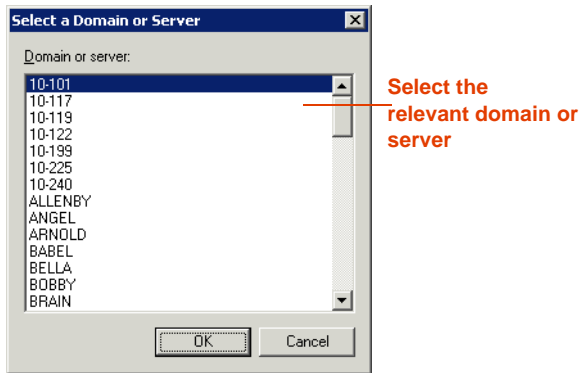 Select a Domain or Server
Domain or server:
10-101
10-117
10-119
10-122
10-199
10-225
10-240
ALLENBY
ANGEL
ARNOLD
BABEL
BELLA
BOBBY
BRAIN
OK
Cancel
Select the
relevant domain or
server